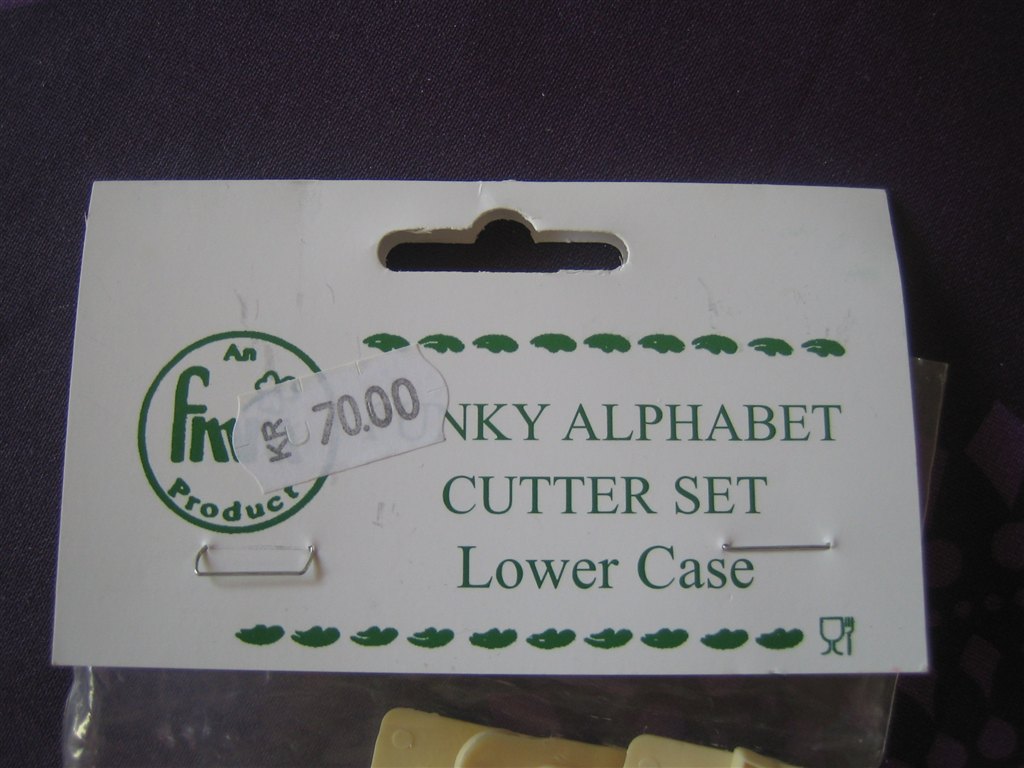 An
fm
Product
KR 70.00
NKY ALPHABET
CUTTER SET
Lower Case